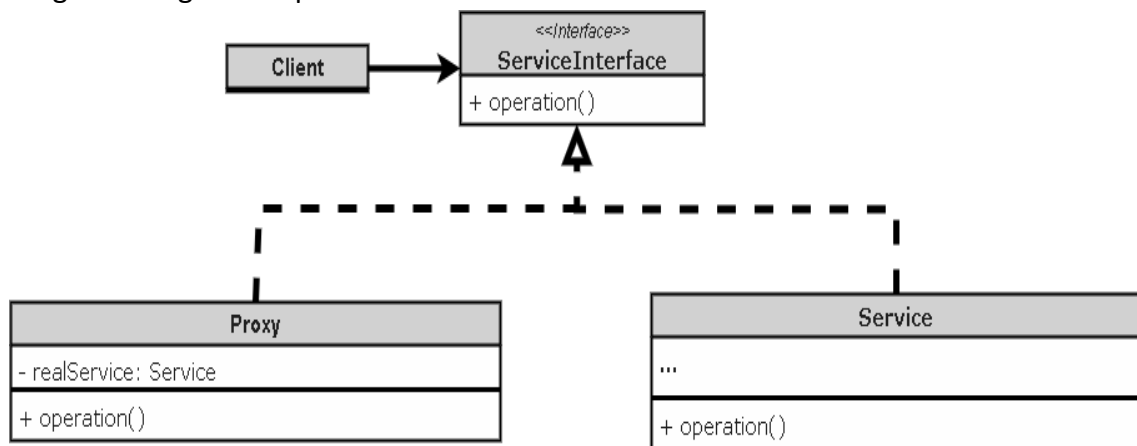 <<Interface>>
ServiceInterface
Client
+ operation()
Proxy
- realService: Service
+ operation()
Service
...
+ operation()